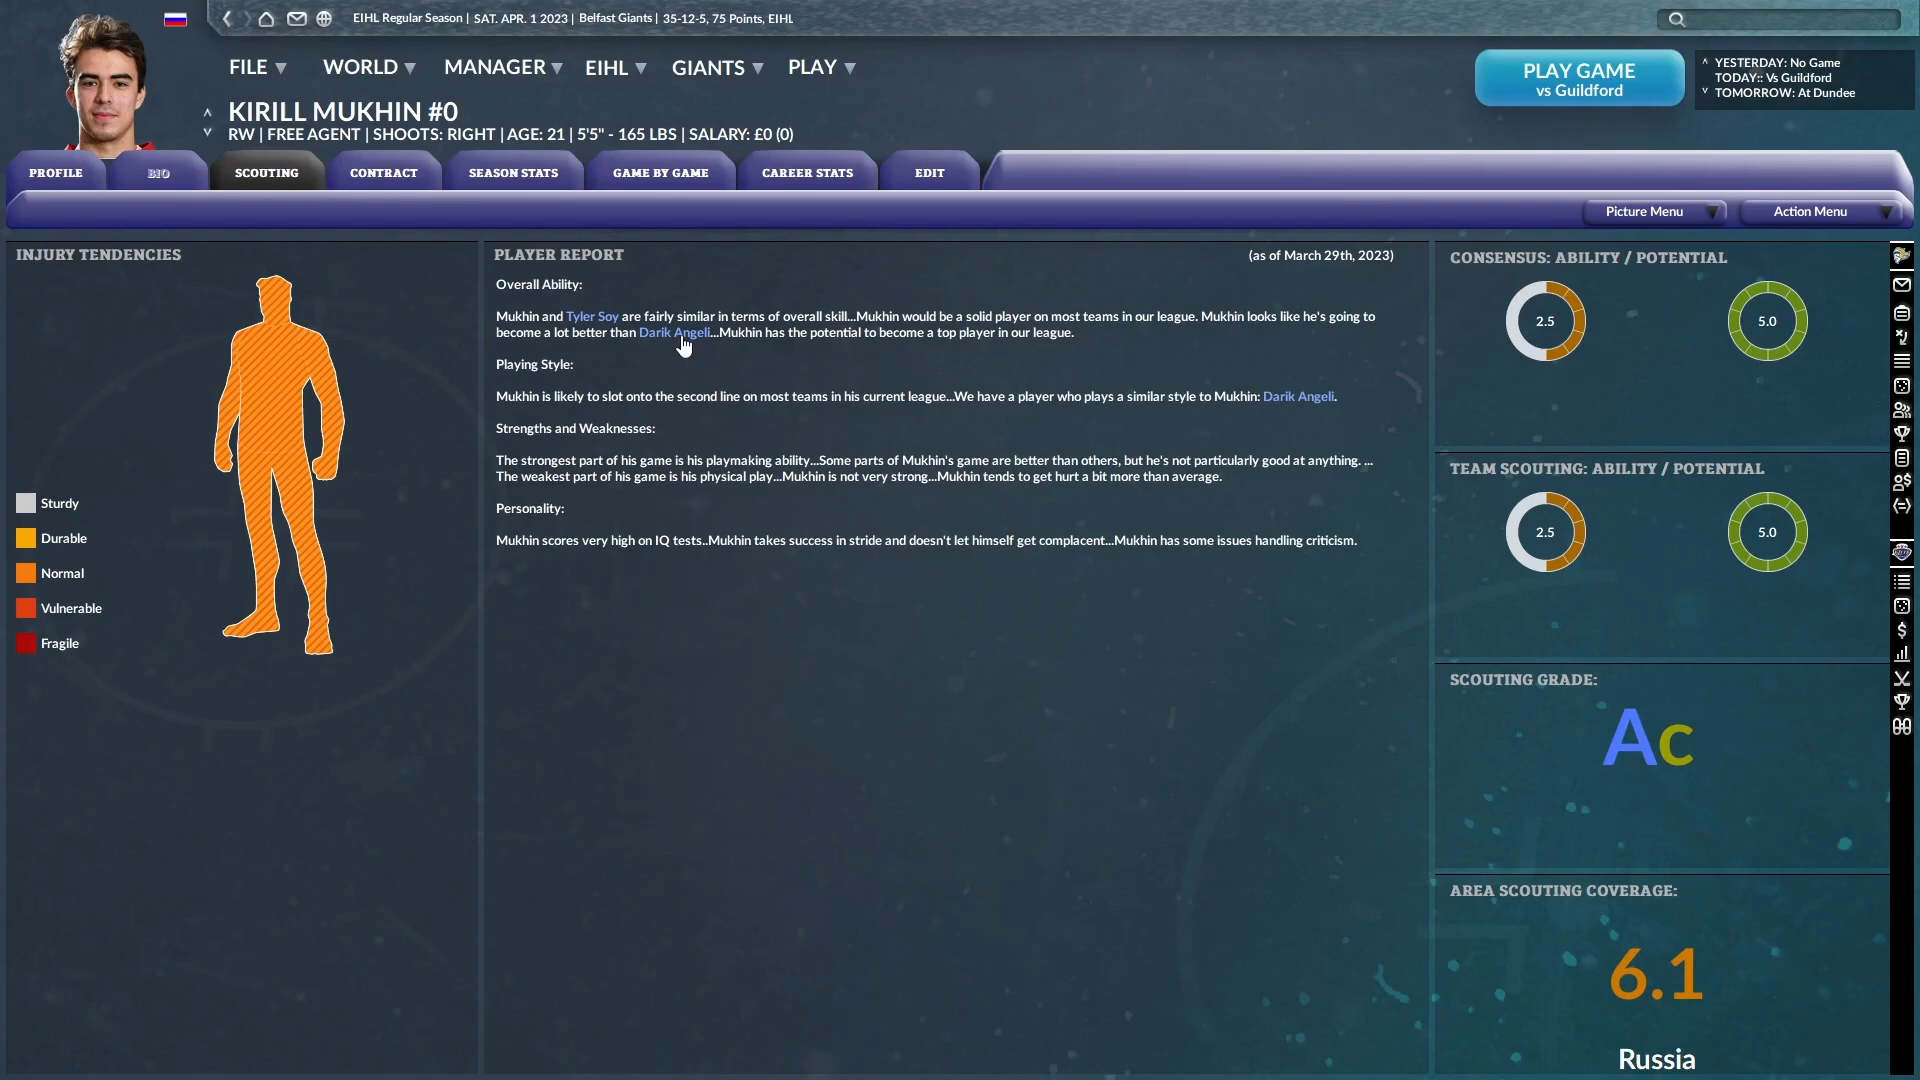 EIHL Regular Season | SAT. APR. 1 2023 | Belfast Giants | 35-12-5, 75 Points, EIHL
FILE WORLD MANAGER EIHL GIANTS PLAY
PLAY GAME
vs Guildford
YESTERDAY: No Game
TODAY:: Vs Guildford
TOMORROW: At Dundee
KIRILL MUKHIN #0
RW | FREE AGENT | SHOOTS: RIGHT | AGE: 21 | 5'5" - 165 LBS | SALARY: £0 (0)
PROFILE BIO SCOUTING CONTRACT SEASON STATS GAME BY GAME CAREER STATS EDIT
Picture Menu Action Menu
INJURY TENDENCIES
Sturdy
Durable
Normal
Vulnerable
Fragile
PLAYER REPORT (as of March 29th, 2023)
Overall Ability:
Mukhin and Tyler Soy are fairly similar in terms of overall skill...Mukhin would be a solid player on most teams in our league. Mukhin looks like he's going to
become a lot better than Darik Angeli...Mukhin has the potential to become a top player in our league.
Playing Style:
Mukhin is likely to slot onto the second line on most teams in his current league...We have a player who plays a similar style to Mukhin: Darik Angeli.
Strengths and Weaknesses:
The strongest part of his game is his playmaking ability...Some parts of Mukhin's game are better than others, but he's not particularly good at anything. ...
The weakest part of his game is his physical play...Mukhin is not very strong...Mukhin tends to get hurt a bit more than average.
Personality:
Mukhin scores very high on IQ tests..Mukhin takes success in stride and doesn't let himself get complacent...Mukhin has some issues handling criticism.
CONSENSUS: ABILITY / POTENTIAL
2.5 5.0
TEAM SCOUTING: ABILITY / POTENTIAL
2.5 5.0
SCOUTING GRADE:
Ac
AREA SCOUTING COVERAGE:
6.1
Russia